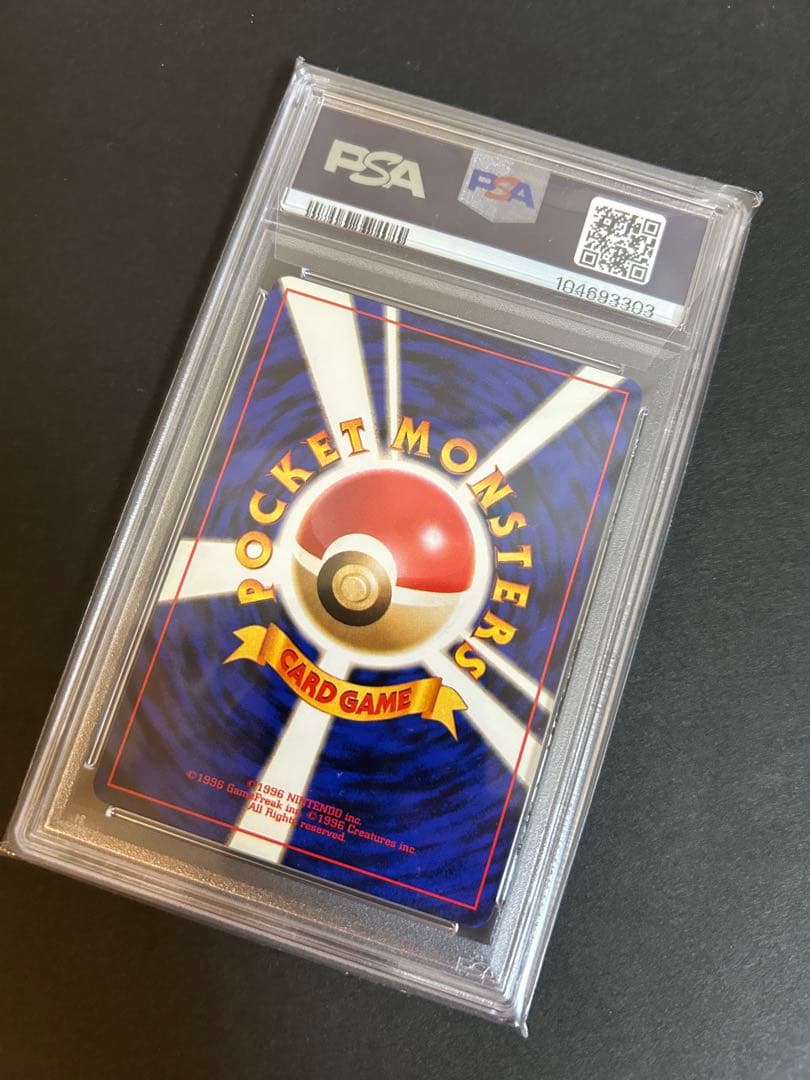 PSA
PSA
104693303
POCKET MONSTERS
CARD GAME
©1996 NINTENDO inc.
©1996 GameFreak inc. ©1996 Creatures inc.
All Rights reserved.
PSA